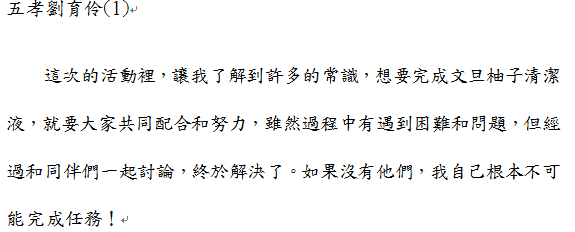 五孝劉育伶(1)
這次的活動裡，讓我了解到許多的常識，想要完成文旦柚子清潔
液，就要大家共同配合和努力，雖然過程中有遇到困難和問題，但經
過和同伴們一起討論，終於解決了。如果沒有他們，我自己根本不可
能完成任務！